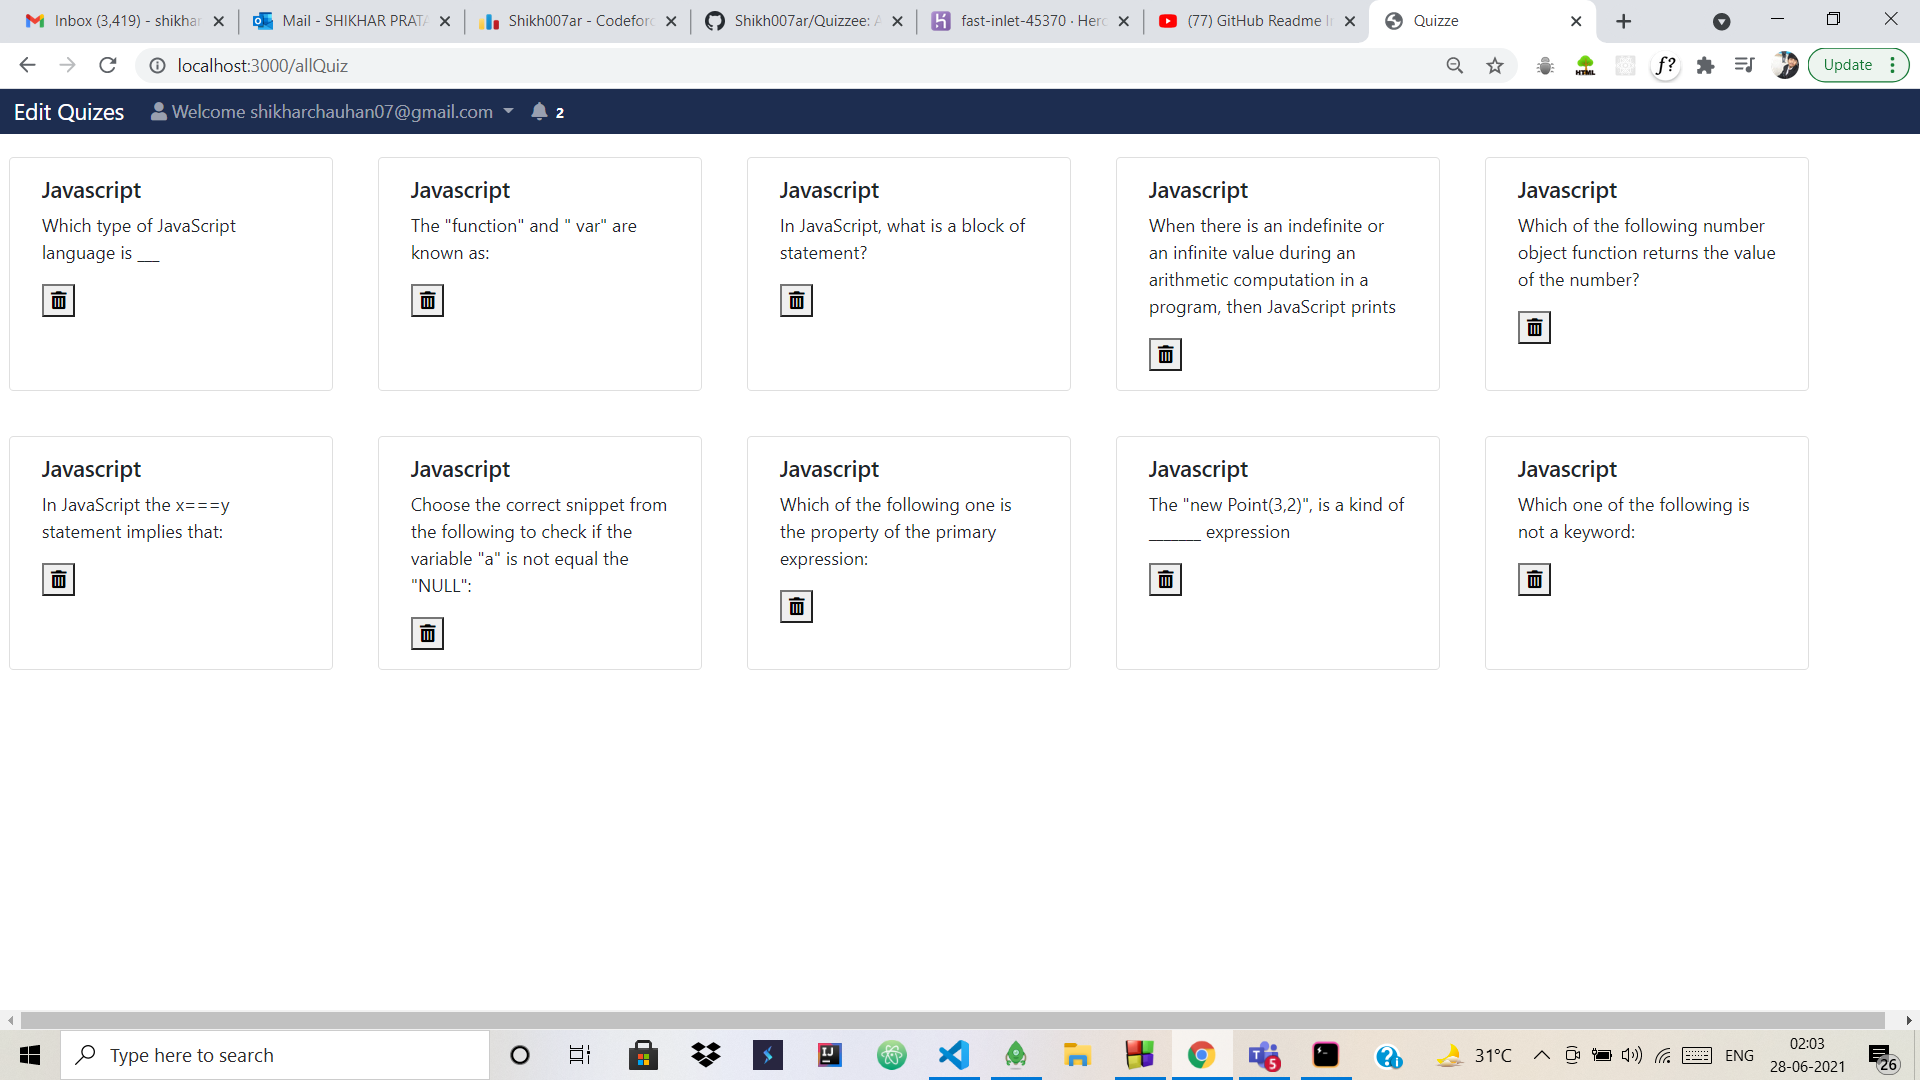 Inbox (3,419) - shikhar
Mail - SHIKHAR PRATA
Shikh007ar - Codeforc
Shikh007ar/Quizzee: A
fast-inlet-45370 · Hero
(77) GitHub Readme In
Quizze
localhost:3000/allQuiz
f?
Update
HTML
Edit Quizes
Welcome shikharchauhan07@gmail.com
2
Javascript
Which type of JavaScript
language is ___
Javascript
The "function" and " var" are
known as:
Javascript
In JavaScript, what is a block of
statement?
Javascript
When there is an indefinite or
an infinite value during an
arithmetic computation in a
program, then JavaScript prints
Javascript
Which of the following number
object function returns the value
of the number?
Javascript
In JavaScript the x===y
statement implies that:
Javascript
Choose the correct snippet from
the following to check if the
variable "a" is not equal the
"NULL":
Javascript
Which of the following one is
the property of the primary
expression:
Javascript
The "new Point(3,2)", is a kind of
_______ expression
Javascript
Which one of the following is
not a keyword:
Type here to search
IJ
5
31°C
ENG
02:03
28-06-2021
26